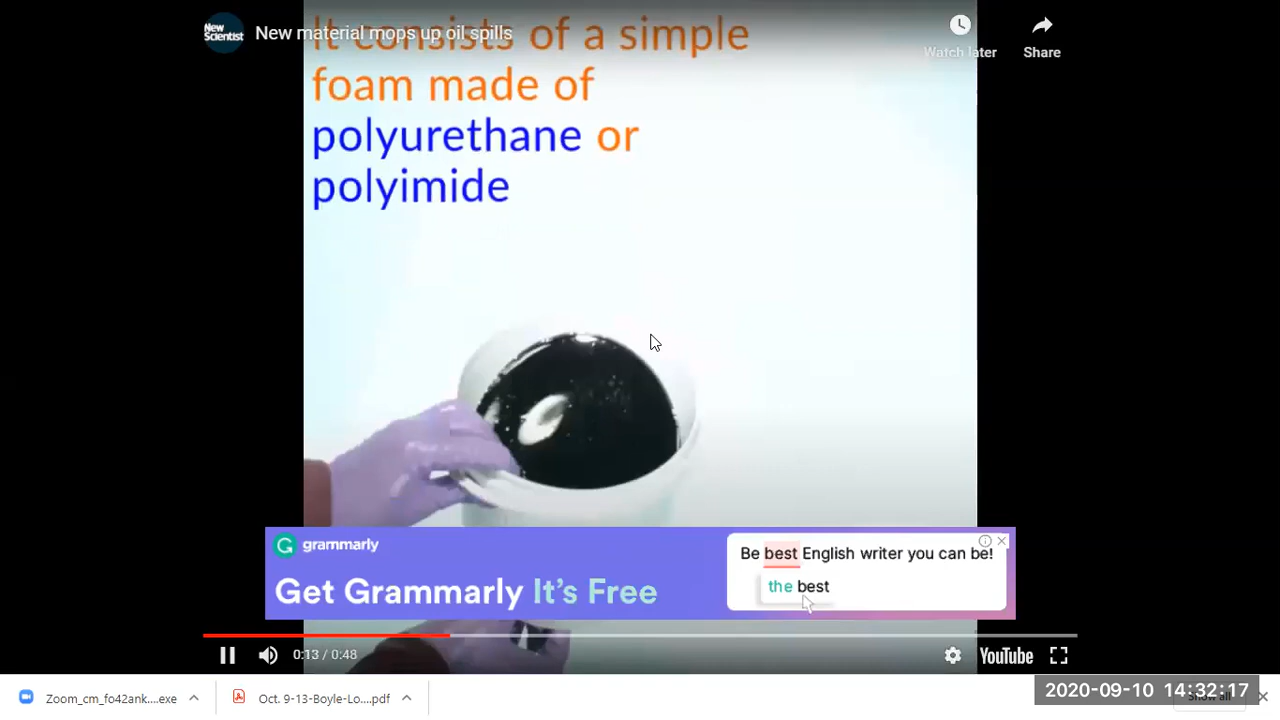 New
Scientist
New material mops up oil spills
Watch later
Share
It consists of a simple
foam made of
polyurethane or
polyimide
grammarly
Get Grammarly It's Free
Be best English writer you can be!
the best
0:13 / 0:48
YouTube
Zoom_cm_fo42ank....exe
Oct. 9-13-Boyle-Lo....pdf
2020-09-10 14:32:17
Show all